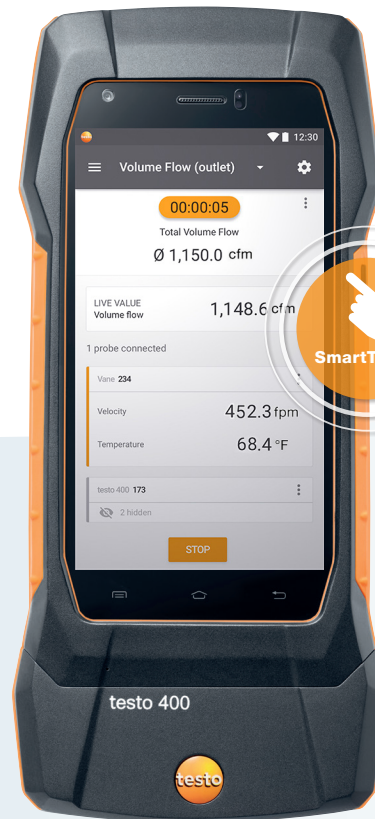 12:30
Volume Flow (outlet)
00:00:05
Total Volume Flow
Ø 1,150.0 cfm
LIVE VALUE
Volume flow
1,148.6 cfm
1 probe connected
Vane 234
Velocity 452.3 fpm
Temperature 68.4 °F
testo 400 173
2 hidden
STOP
testo 400
testo